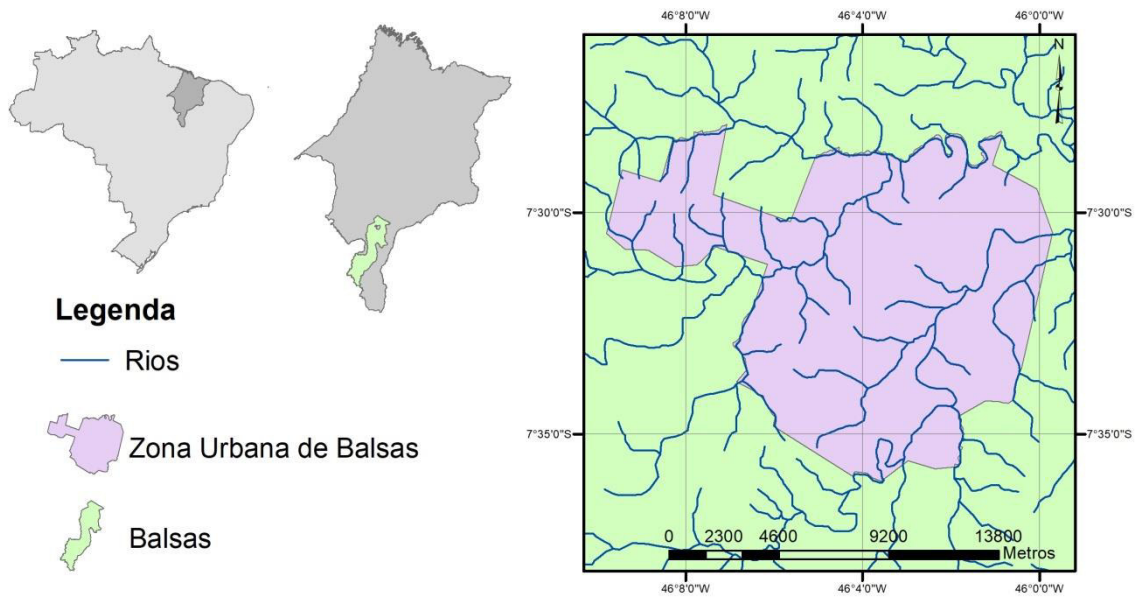 Legenda
Rios
Zona Urbana de Balsas
Balsas
46°8'0"W 46°4'0"W 46°0'0"W
N
7°30'0"S 7°30'0"S
7°35'0"S 7°35'0"S
0 2300 4600 9200 13800
Metros
46°8'0"W 46°4'0"W 46°0'0"W